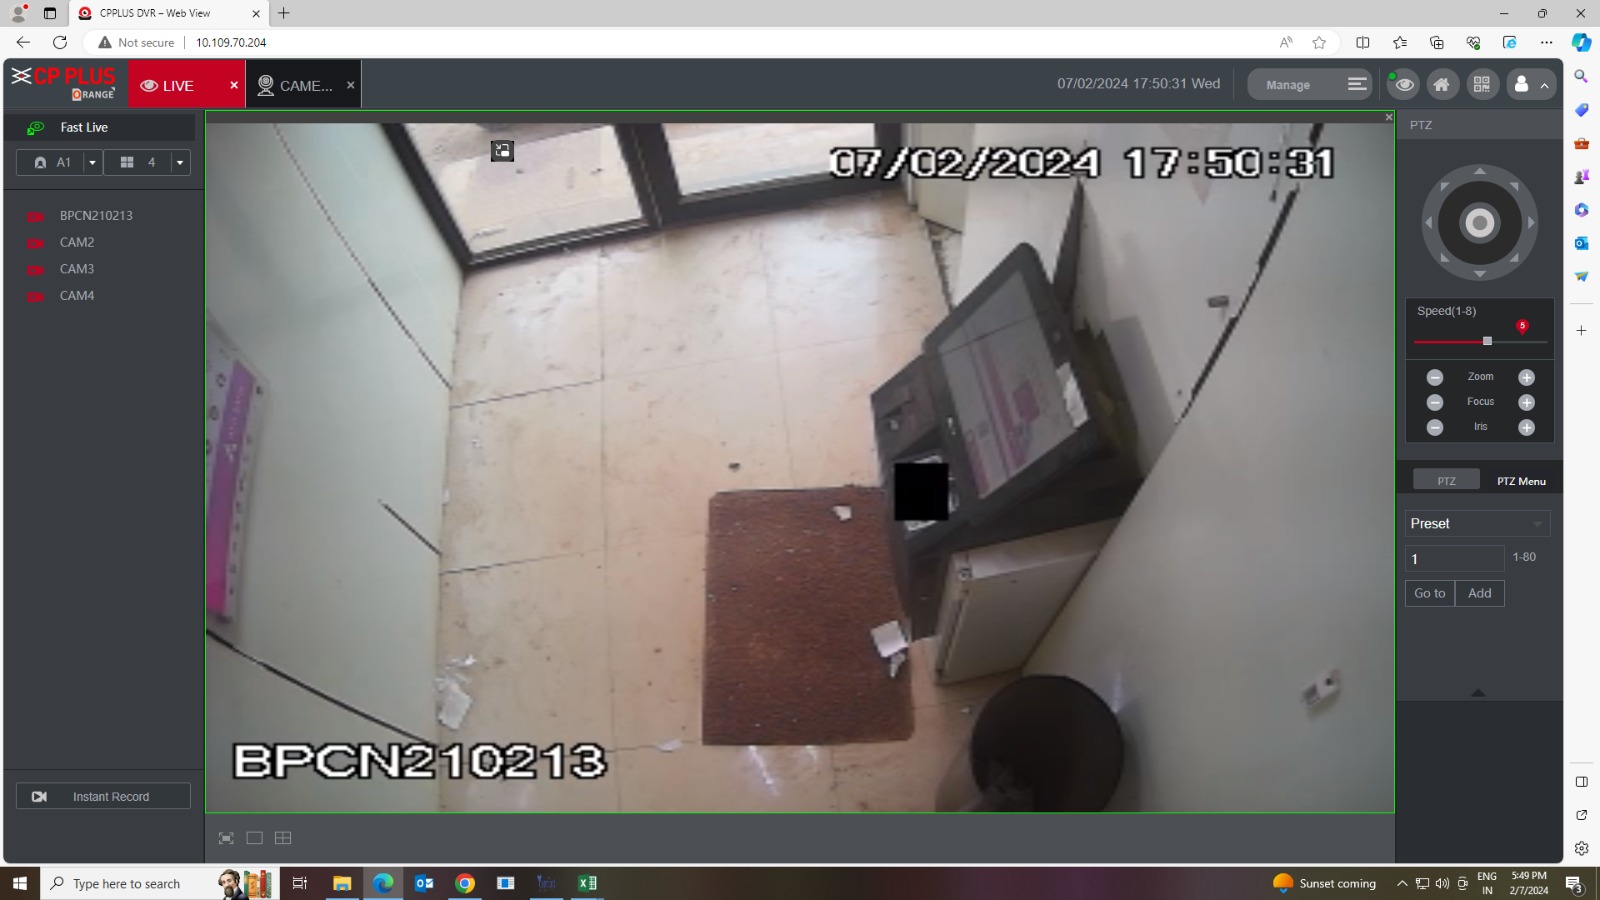 CPPLUS DVR – Web View
Not secure
10.109.70.204
CP PLUS
ORANGE
LIVE
CAME...
07/02/2024 17:50:31 Wed
Manage
Fast Live
A1
4
BPCN210213
CAM2
CAM3
CAM4
07/02/2024 17:50:31
BPCN210213
PTZ
Speed(1-8)
5
Zoom
Focus
Iris
PTZ
PTZ Menu
Preset
1
1-80
Go to
Add
Instant Record
Type here to search
Sunset coming
ENG
IN
5:49 PM
2/7/2024
3